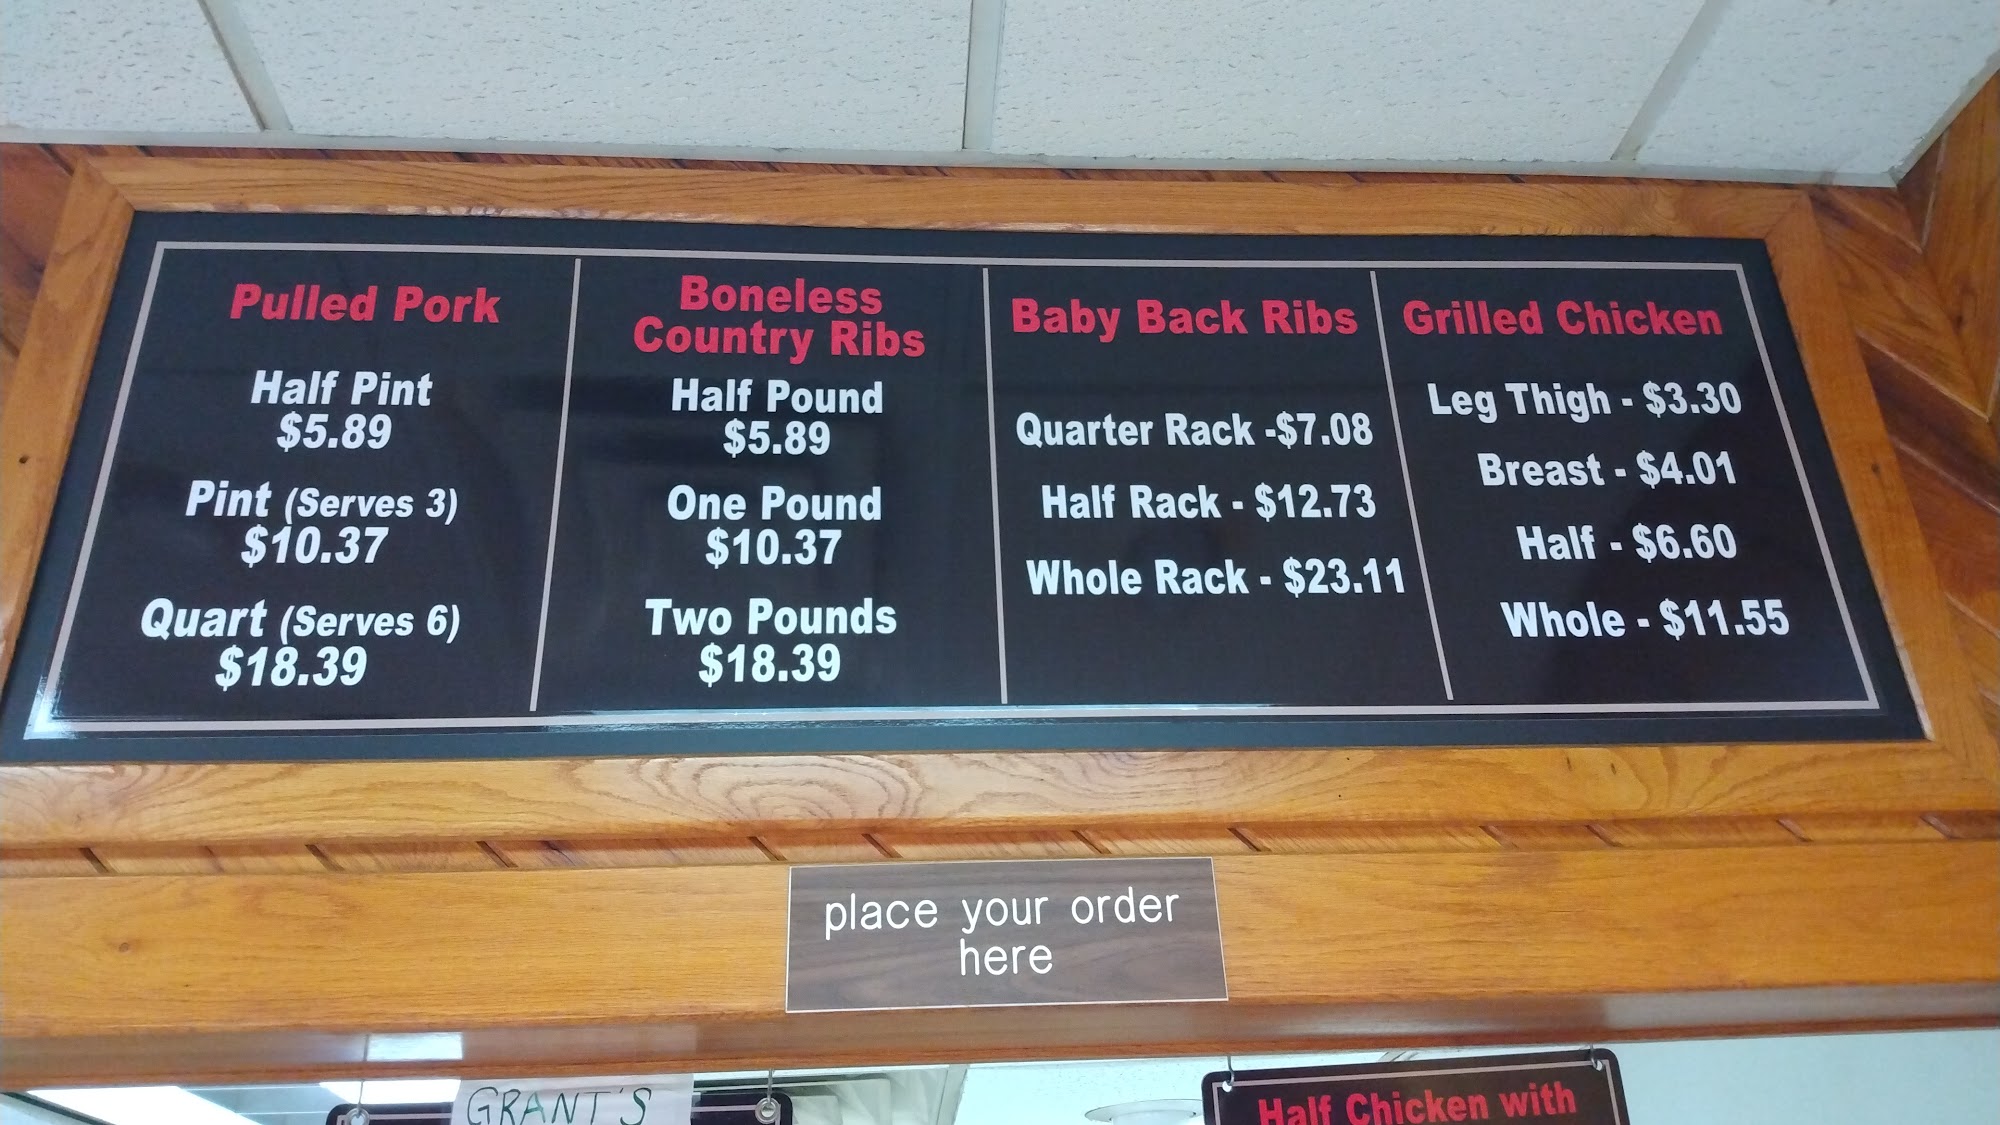 Pulled Pork
Half Pint
$5.89
Pint (Serves 3)
$10.37
Quart (Serves 6)
$18.39
Boneless
Country Ribs
Half Pound
$5.89
One Pound
$10.37
Two Pounds
$18.39
Baby Back Ribs
Quarter Rack -$7.08
Half Rack - $12.73
Whole Rack - $23.11
Grilled Chicken
Leg Thigh - $3.30
Breast - $4.01
Half - $6.60
Whole - $11.55
place your order
here
GRANT'S
Half Chicken with